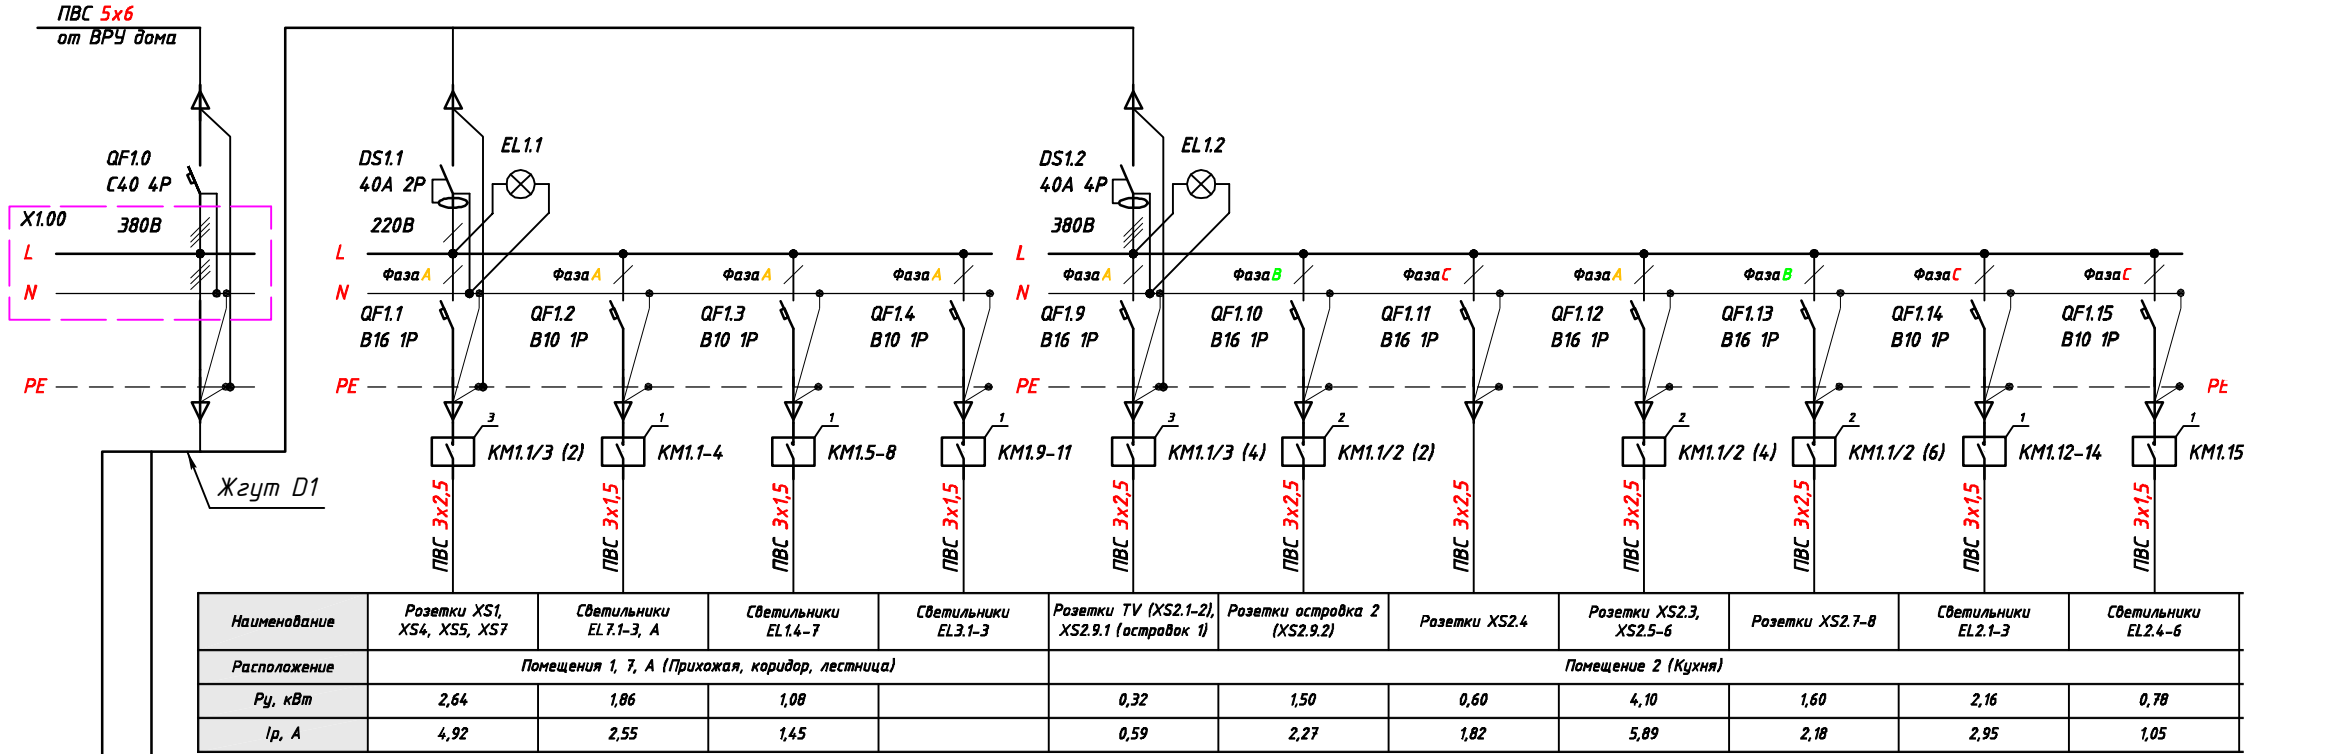 ПВС 5х6
от ВРУ дома
QF1.0
C40 4P
X1.00
380В
L
N
PE
Жгут D1
DS1.1
40A 2P
220В
EL1.1
DS1.2
40A 4P
380В
EL1.2
L
N
PE
L
N
PE
PE
Фаза A
QF1.1
B16 1P
3
KM1.1/3 (2)
ПВС 3х2,5
Фаза A
QF1.2
B10 1P
1
KM1.1-4
ПВС 3х1,5
Фаза A
QF1.3
B10 1P
1
KM1.5-8
ПВС 3х1,5
Фаза A
QF1.4
B10 1P
1
KM1.9-11
ПВС 3х1,5
Фаза A
QF1.9
B16 1P
3
KM1.1/3 (4)
ПВС 3х2,5
Фаза B
QF1.10
B16 1P
2
KM1.1/2 (2)
ПВС 3х2,5
Фаза C
QF1.11
B16 1P
ПВС 3х2,5
Фаза A
QF1.12
B16 1P
2
KM1.1/2 (4)
ПВС 3х2,5
Фаза B
QF1.13
B16 1P
2
KM1.1/2 (6)
ПВС 3х2,5
Фаза C
QF1.14
B10 1P
1
KM1.12-14
ПВС 3х1,5
Фаза C
QF1.15
B10 1P
1
KM1.15
ПВС 3х1,5
Наименование
Розетки XS1,
XS4, XS5, XS7
Светильники
EL7.1-3, A
Светильники
EL1.4-7
Светильники
EL3.1-3
Розетки TV (XS2.1-2),
XS2.9.1 (островок 1)
Розетки островка 2
(XS2.9.2)
Розетки XS2.4
Розетки XS2.3,
XS2.5-6
Розетки XS2.7-8
Светильники
EL2.1-3
Светильники
EL2.4-6
Расположение
Помещения 1, 7, А (Прихожая, коридор, лестница)
Помещение 2 (Кухня)
Ру, кВт
2,64
1,86
1,08
0,32
1,50
0,60
4,10
1,60
2,16
0,78
Iр, А
4,92
2,55
1,45
0,59
2,27
1,82
5,89
2,18
2,95
1,05